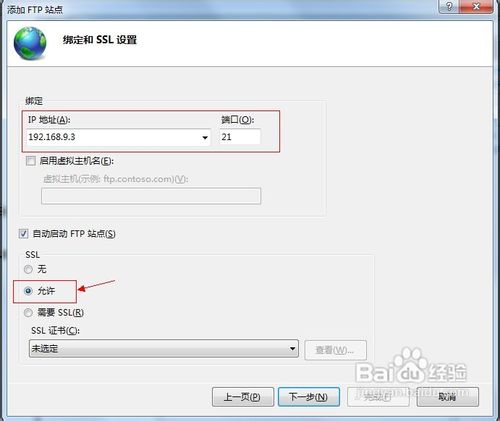 添加 FTP 站点
绑定和 SSL 设置
绑定
IP 地址(A): 端口(O):
192.168.9.3 21
启用虚拟主机名(E):
虚拟主机(示例: ftp.contoso.com)(V):
自动启动 FTP 站点(S)
SSL
无
允许
需要 SSL(R)
SSL 证书(C):
未选定 查看(W)...
Baidu 经验
jingyan.baidu.com
上一页(P) 下一步(N) 完成(F) 取消